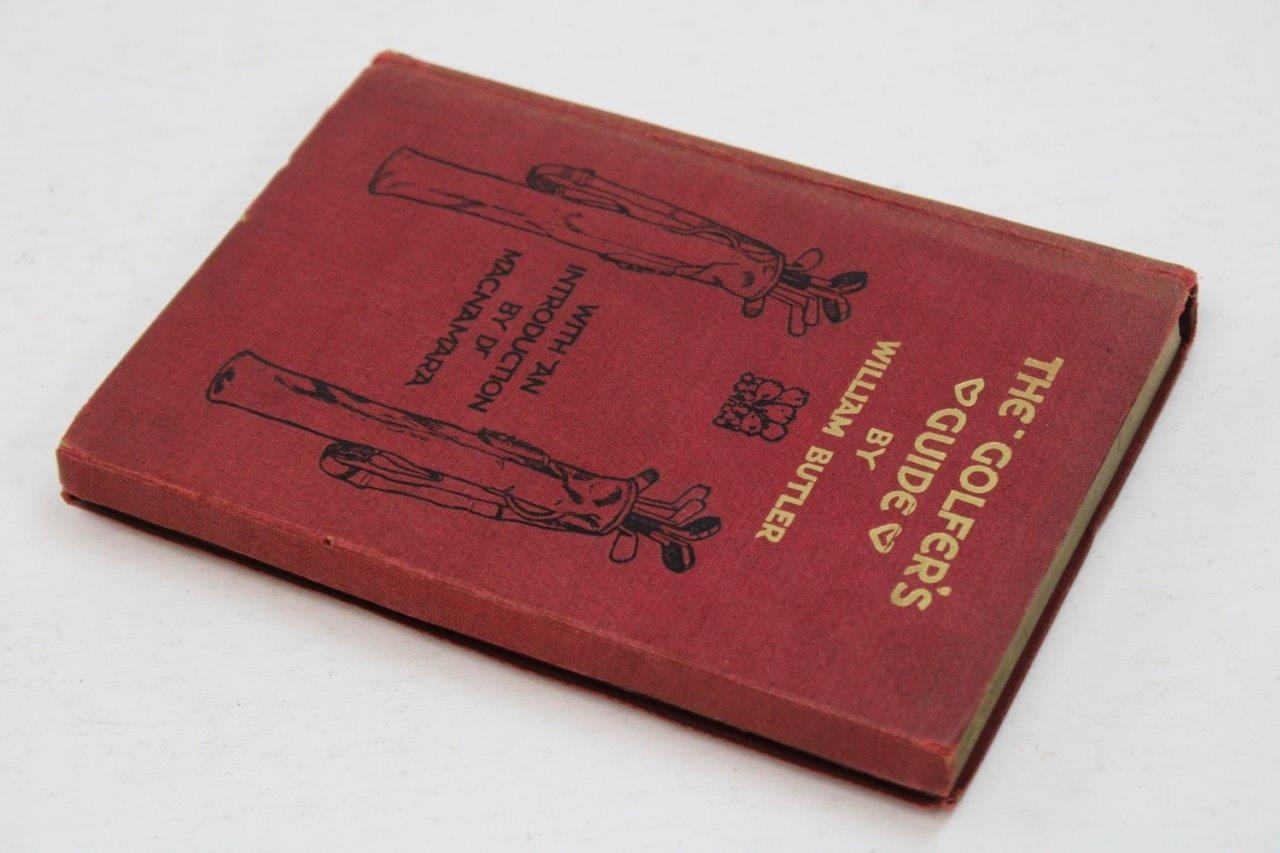 THE GOLFER'S
GUIDE
BY
WILLIAM BUTLER
WITH AN
INTRODUCTION
BY Dr
MACNAMARA